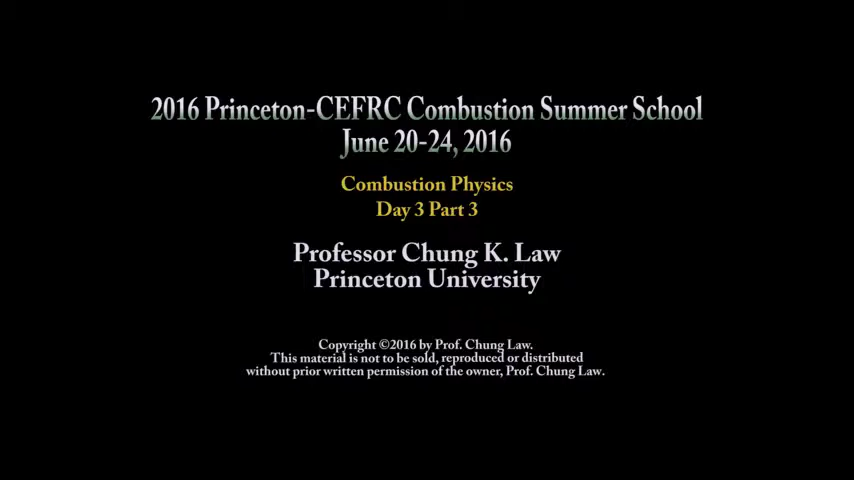 2016 Princeton-CEFRC Combustion Summer School
June 20-24, 2016
Combustion Physics
Day 3 Part 3
Professor Chung K. Law
Princeton University
Copyright ©2016 by Prof. Chung Law.
This material is not to be sold, reproduced or distributed
without prior written permission of the owner, Prof. Chung Law.